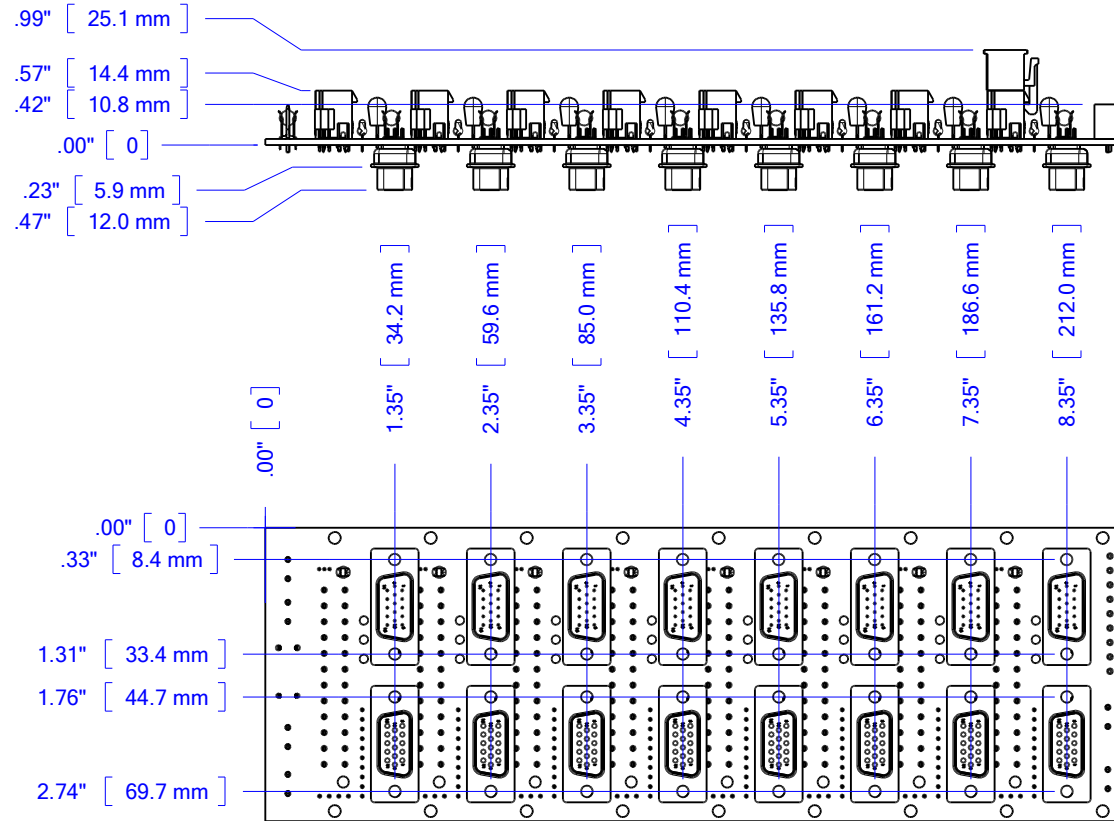 .99" [ 25.1 mm ]
.57" [ 14.4 mm ]
.42" [ 10.8 mm ]
.00" [ 0 ]
.23" [ 5.9 mm ]
.47" [ 12.0 mm ]
1.35" [ 34.2 mm ]
2.35" [ 59.6 mm ]
3.35" [ 85.0 mm ]
4.35" [ 110.4 mm ]
5.35" [ 135.8 mm ]
6.35" [ 161.2 mm ]
7.35" [ 186.6 mm ]
8.35" [ 212.0 mm ]
.00" [ 0 ]
.00" [ 0 ]
.33" [ 8.4 mm ]
1.31" [ 33.4 mm ]
1.76" [ 44.7 mm ]
2.74" [ 69.7 mm ]